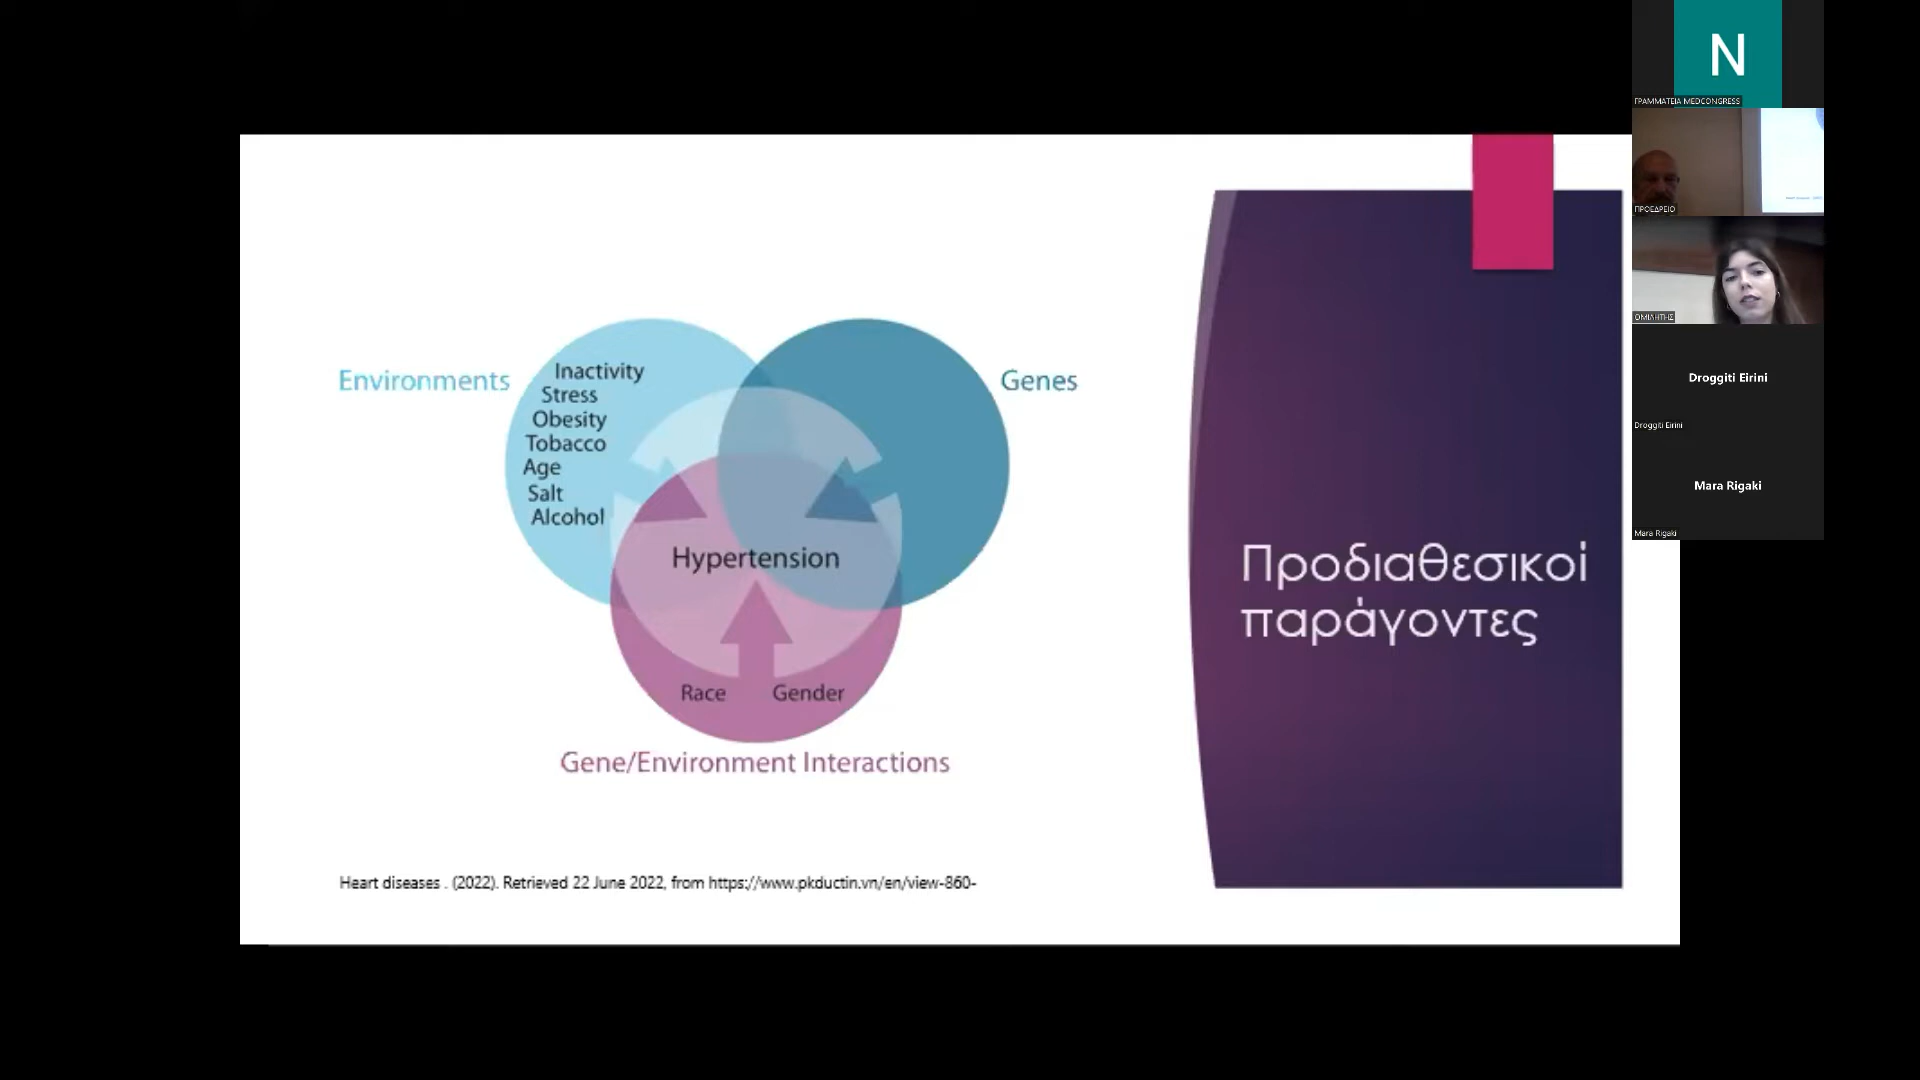 Environments
Inactivity
Stress
Obesity
Tobacco
Age
Salt
Alcohol
Genes
Hypertension
Race Gender
Gene/Environment Interactions
Heart diseases . (2022). Retrieved 22 June 2022, from https://www.pkductin.vn/en/view-860-
Προδιαθεσικοί
παράγοντες
N
ΓΡΑΜΜΑΤΕΙΑ MEDCONGRESS
ΠΡΟΕΔΡΕΙΟ
ΟΜΙΛΗΤΗΣ
Droggiti Eirini
Droggiti Eirini
Mara Rigaki
Mara Rigaki